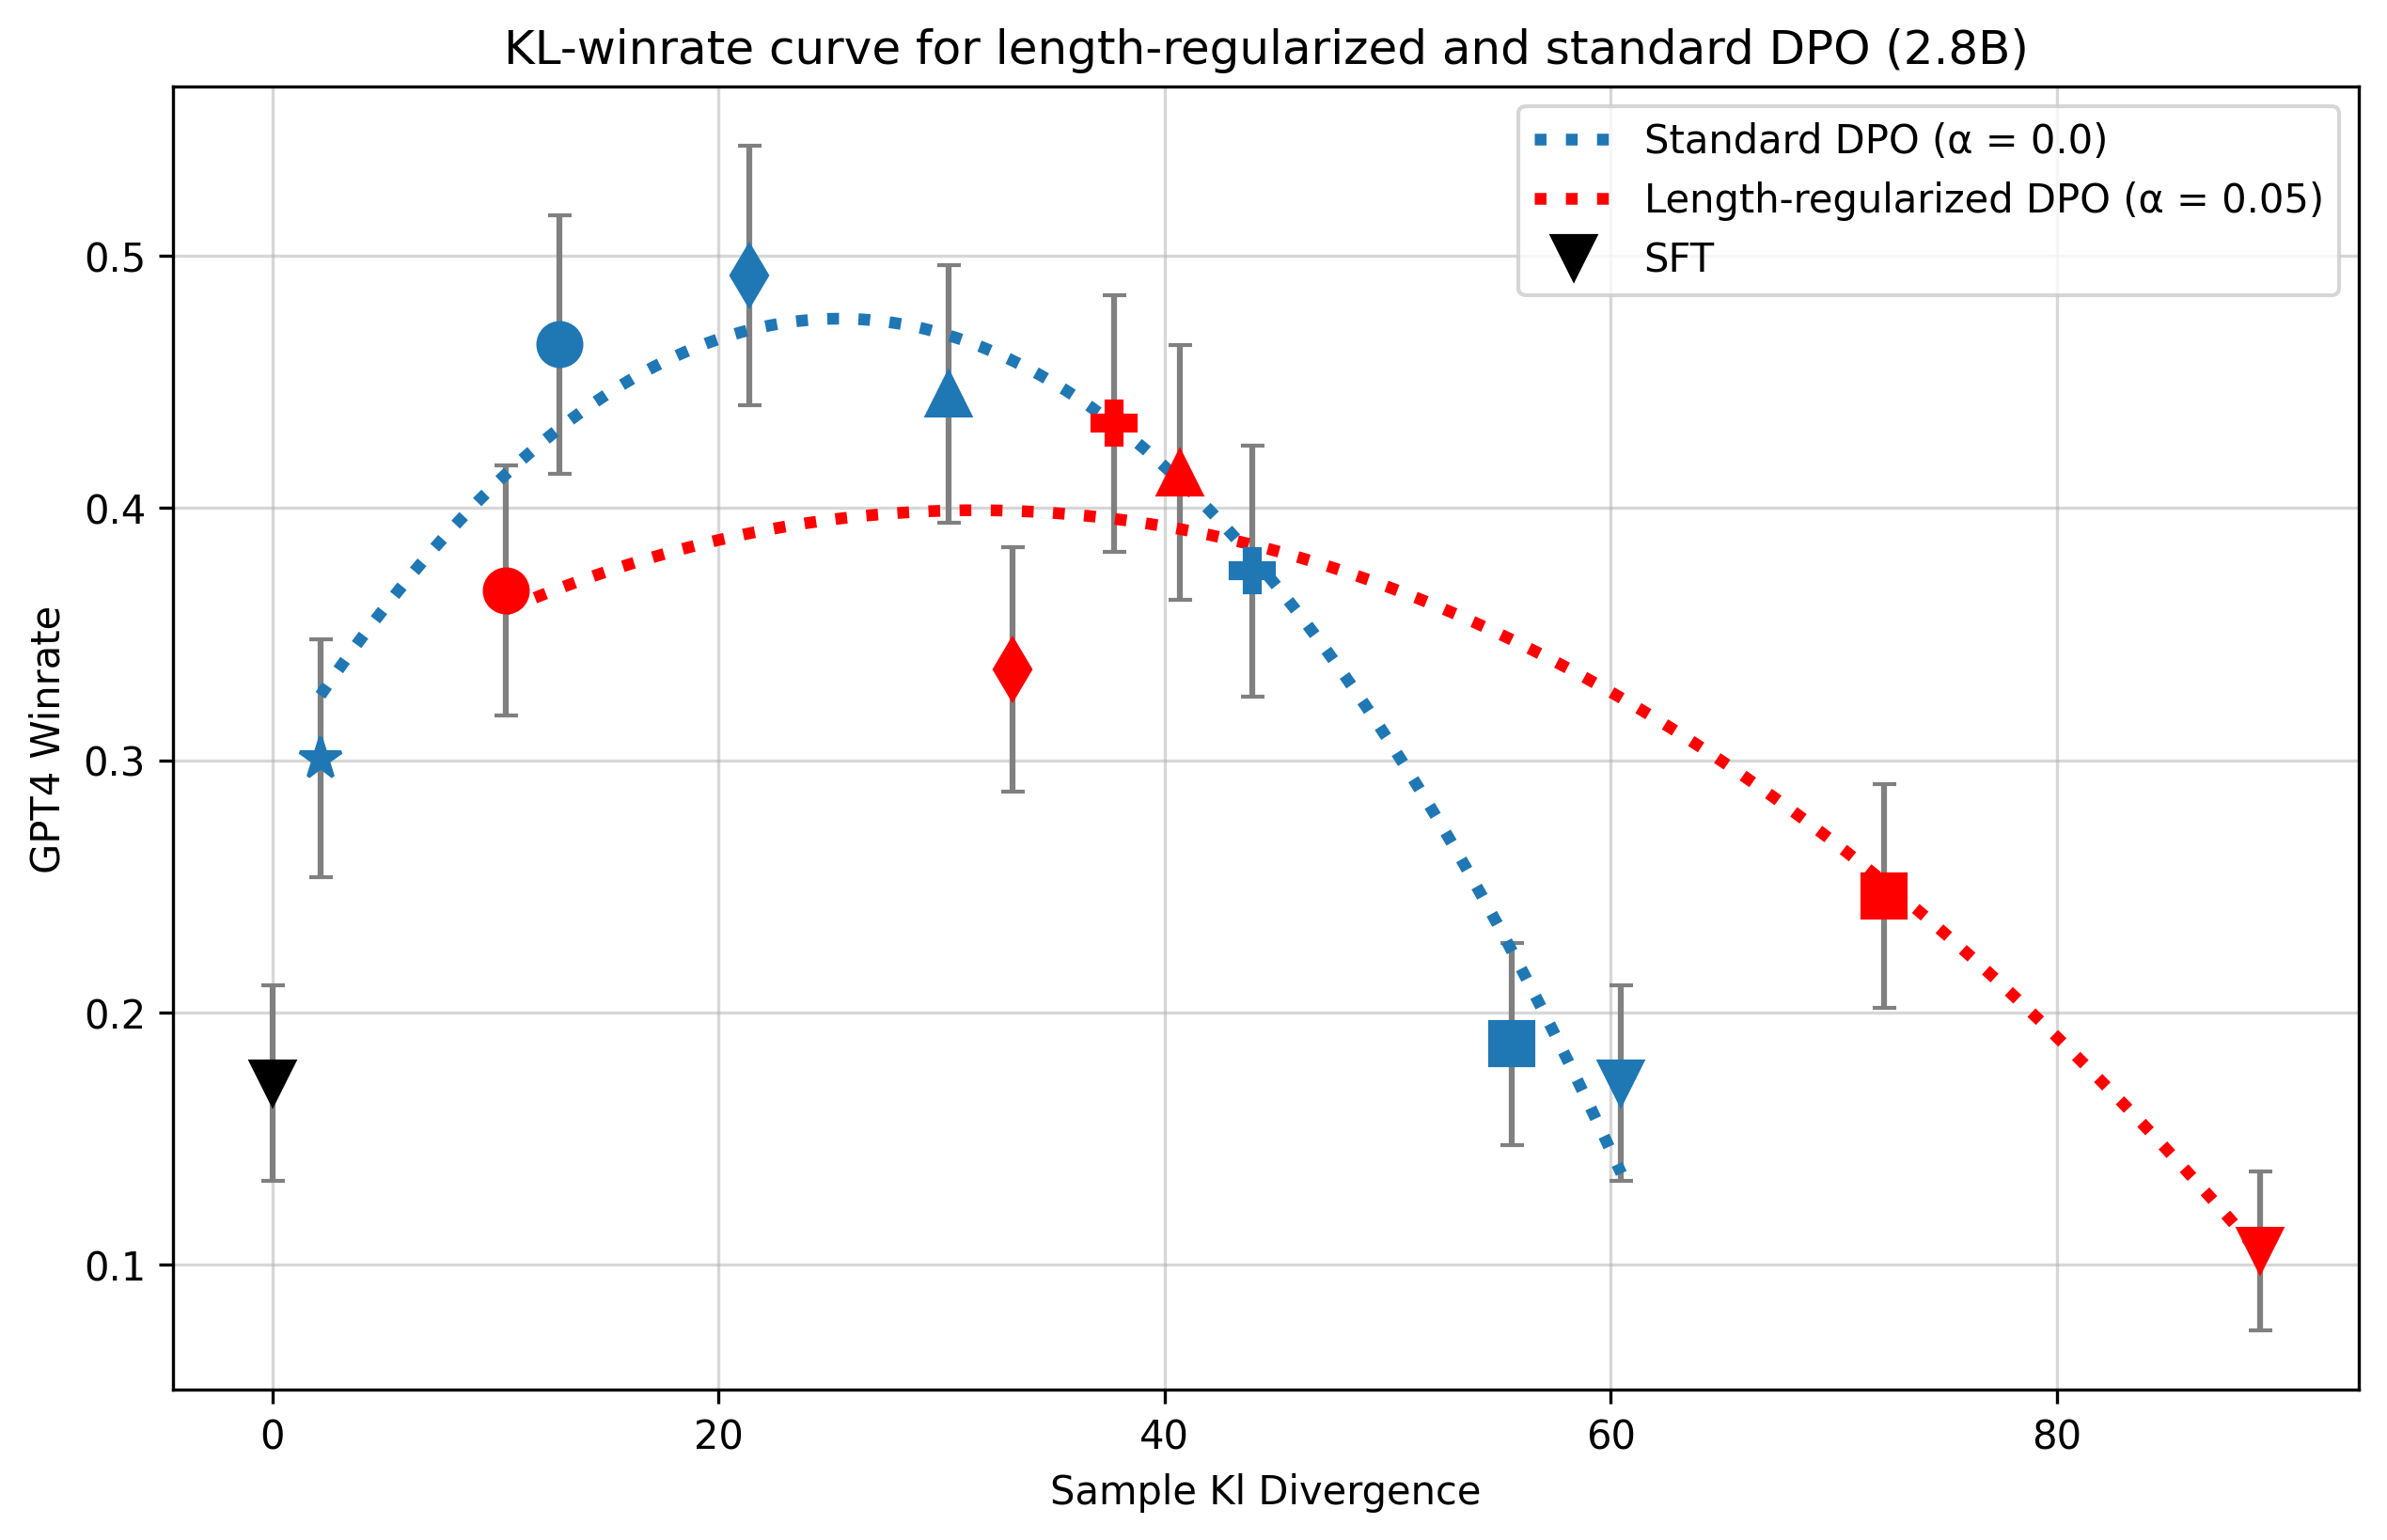 KL-winrate curve for length-regularized and standard DPO (2.8B)
Standard DPO (α = 0.0)
Length-regularized DPO (α = 0.05)
SFT
GPT4 Winrate
0.5
0.4
0.3
0.2
0.1
0 20 40 60 80
Sample Kl Divergence